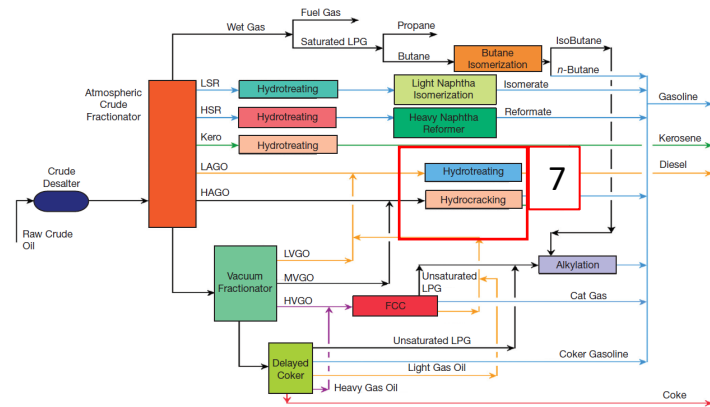 Fuel Gas
Wet Gas
Propane
Saturated LPG
IsoButane
Butane
Butane
Isomerization
n-Butane
Atmospheric
Crude
Fractionator
LSR
Hydrotreating
Light Naphtha
Isomerization
Isomerate
Gasoline
HSR
Hydrotreating
Heavy Naphtha
Reformer
Reformate
Kero
Hydrotreating
Kerosene
LAGO
Hydrotreating
7
Diesel
Crude
Desalter
HAGO
Hydrocracking
Raw Crude
Oil
LVGO
Vacuum
Fractionator
MVGO
Unsaturated
LPG
Alkylation
HVGO
FCC
Cat Gas
Unsaturated LPG
Delayed
Coker
Coker Gasoline
Light Gas Oil
Heavy Gas Oil
Coke